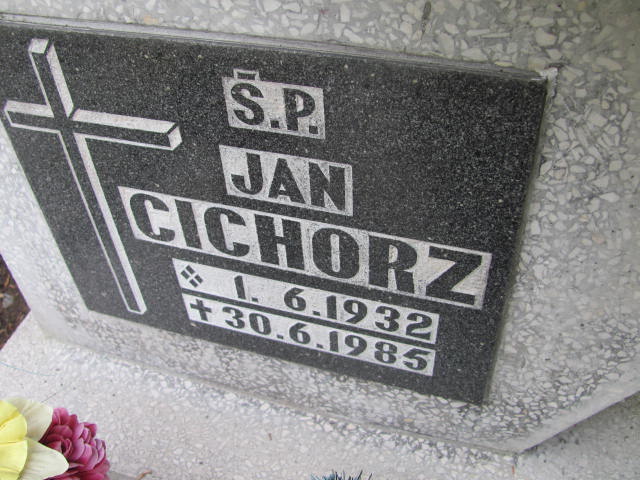 Ś.P.
JAN
CICHORZ
1. 6.1932
30.6.1985